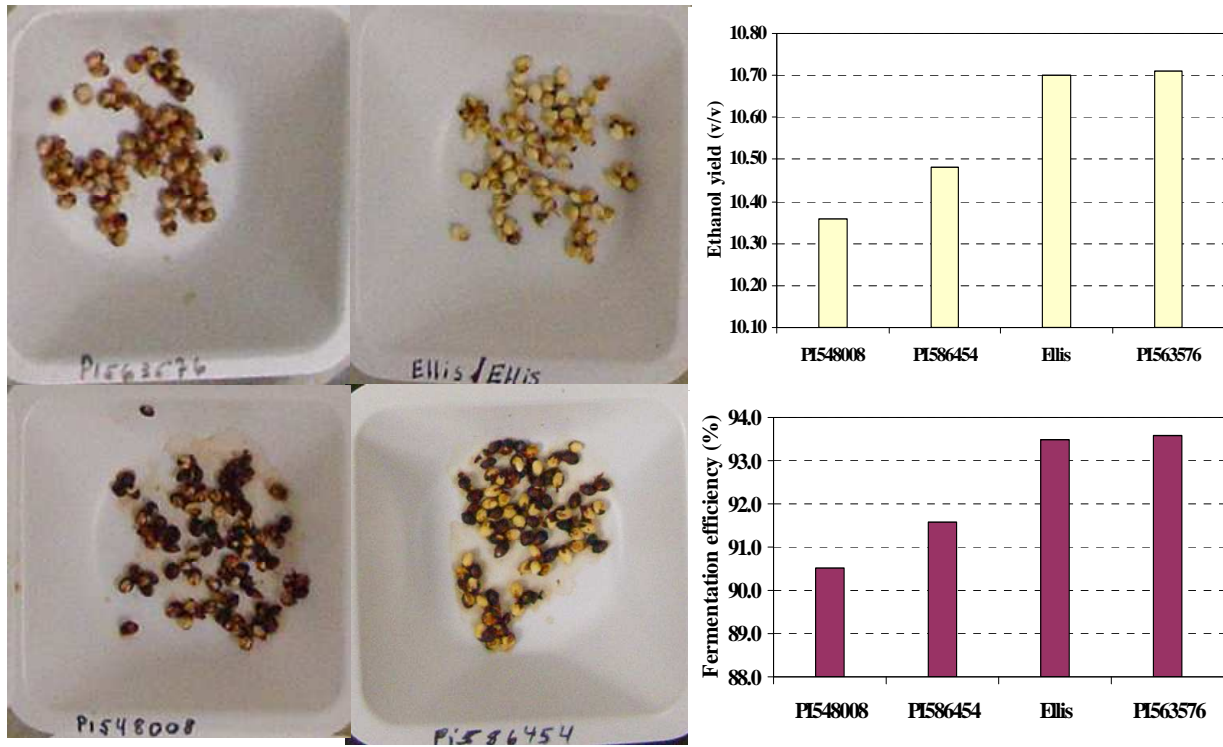 PI563576
Ellis/Ellis
Pi548008
Pi586454
Ethanol yield (v/v)
10.80
10.70
10.60
10.50
10.40
10.30
10.20
10.10
PI548008 PI586454 Ellis PI563576
Fermentation efficiency (%)
94.0
93.0
92.0
91.0
90.0
89.0
88.0
PI548008 PI586454 Ellis PI563576